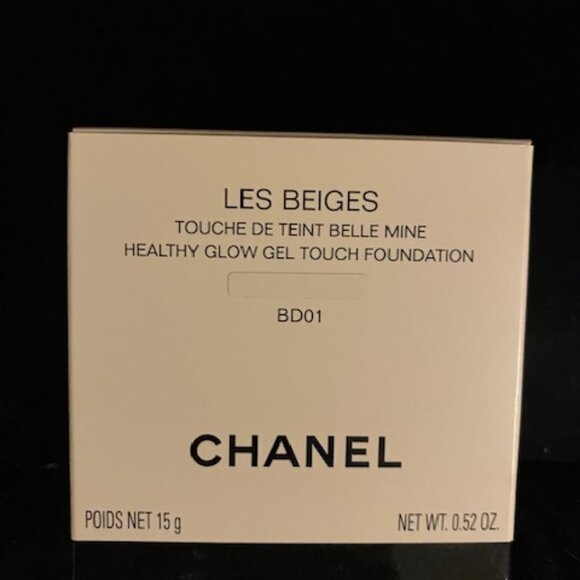 LES BEIGES
TOUCHE DE TEINT BELLE MINE
HEALTHY GLOW GEL TOUCH FOUNDATION
BD01
CHANEL
POIDS NET 15 g NET WT. 0.52 OZ.